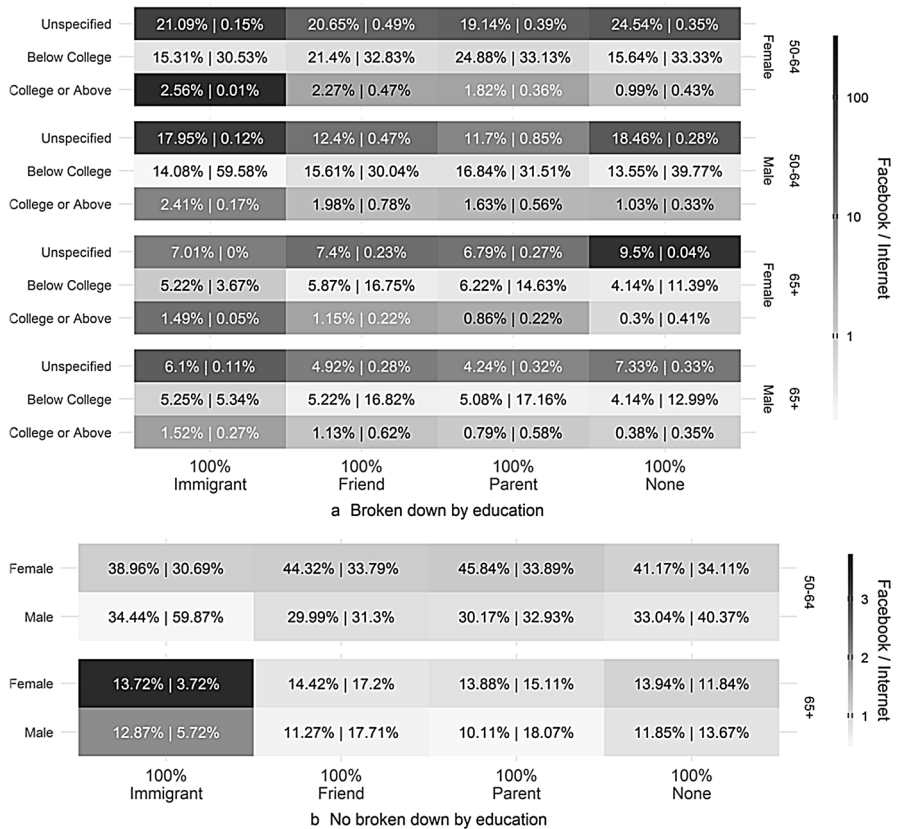 Unspecified 21.09% | 0.15% 20.65% | 0.49% 19.14% | 0.39% 24.54% | 0.35%
Below College 15.31% | 30.53% 21.4% | 32.83% 24.88% | 33.13% 15.64% | 33.33%
College or Above 2.56% | 0.01% 2.27% | 0.47% 1.82% | 0.36% 0.99% | 0.43%
Female
50-64
Unspecified 17.95% | 0.12% 12.4% | 0.47% 11.7% | 0.85% 18.46% | 0.28%
Below College 14.08% | 59.58% 15.61% | 30.04% 16.84% | 31.51% 13.55% | 39.77%
College or Above 2.41% | 0.17% 1.98% | 0.78% 1.63% | 0.56% 1.03% | 0.33%
Male
50-64
Unspecified 7.01% | 0% 7.4% | 0.23% 6.79% | 0.27% 9.5% | 0.04%
Below College 5.22% | 3.67% 5.87% | 16.75% 6.22% | 14.63% 4.14% | 11.39%
College or Above 1.49% | 0.05% 1.15% | 0.22% 0.86% | 0.22% 0.3% | 0.41%
Female
65+
Unspecified 6.1% | 0.11% 4.92% | 0.28% 4.24% | 0.32% 7.33% | 0.33%
Below College 5.25% | 5.34% 5.22% | 16.82% 5.08% | 17.16% 4.14% | 12.99%
College or Above 1.52% | 0.27% 1.13% | 0.62% 0.79% | 0.58% 0.38% | 0.35%
Male
65+
100% 100% 100% 100%
Immigrant Friend Parent None
100
10
1
Facebook / Internet
a Broken down by education
Female 38.96% | 30.69% 44.32% | 33.79% 45.84% | 33.89% 41.17% | 34.11%
Male 34.44% | 59.87% 29.99% | 31.3% 30.17% | 32.93% 33.04% | 40.37%
50-64
Female 13.72% | 3.72% 14.42% | 17.2% 13.88% | 15.11% 13.94% | 11.84%
Male 12.87% | 5.72% 11.27% | 17.71% 10.11% | 18.07% 11.85% | 13.67%
65+
100% 100% 100% 100%
Immigrant Friend Parent None
3
2
1
Facebook / Internet
b No broken down by education